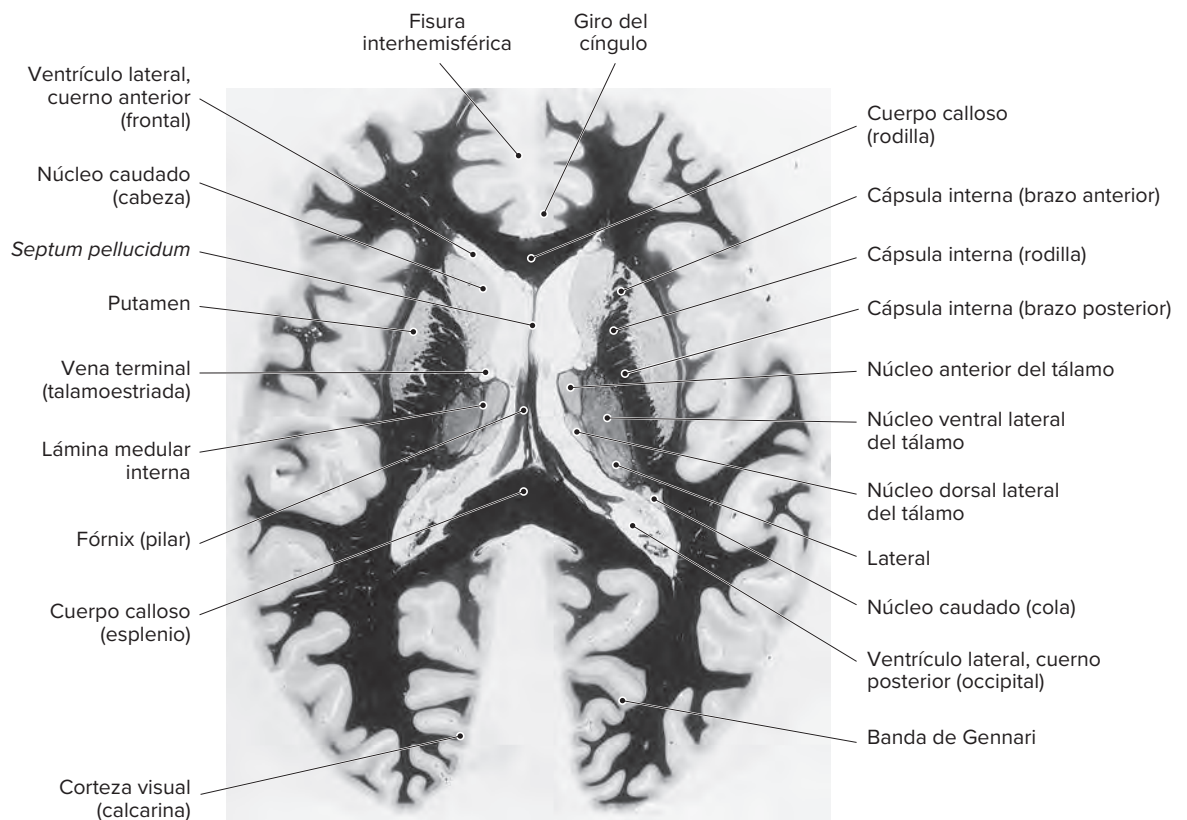 Fisura
interhemisférica
Giro del
cíngulo
Ventrículo lateral,
cuerno anterior
(frontal)
Núcleo caudado
(cabeza)
Septum pellucidum
Putamen
Vena terminal
(talamoestriada)
Lámina medular
interna
Fórnix (pilar)
Cuerpo calloso
(esplenio)
Corteza visual
(calcarina)
Cuerpo calloso
(rodilla)
Cápsula interna (brazo anterior)
Cápsula interna (rodilla)
Cápsula interna (brazo posterior)
Núcleo anterior del tálamo
Núcleo ventral lateral
del tálamo
Núcleo dorsal lateral
del tálamo
Lateral
Núcleo caudado (cola)
Ventrículo lateral, cuerno
posterior (occipital)
Banda de Gennari